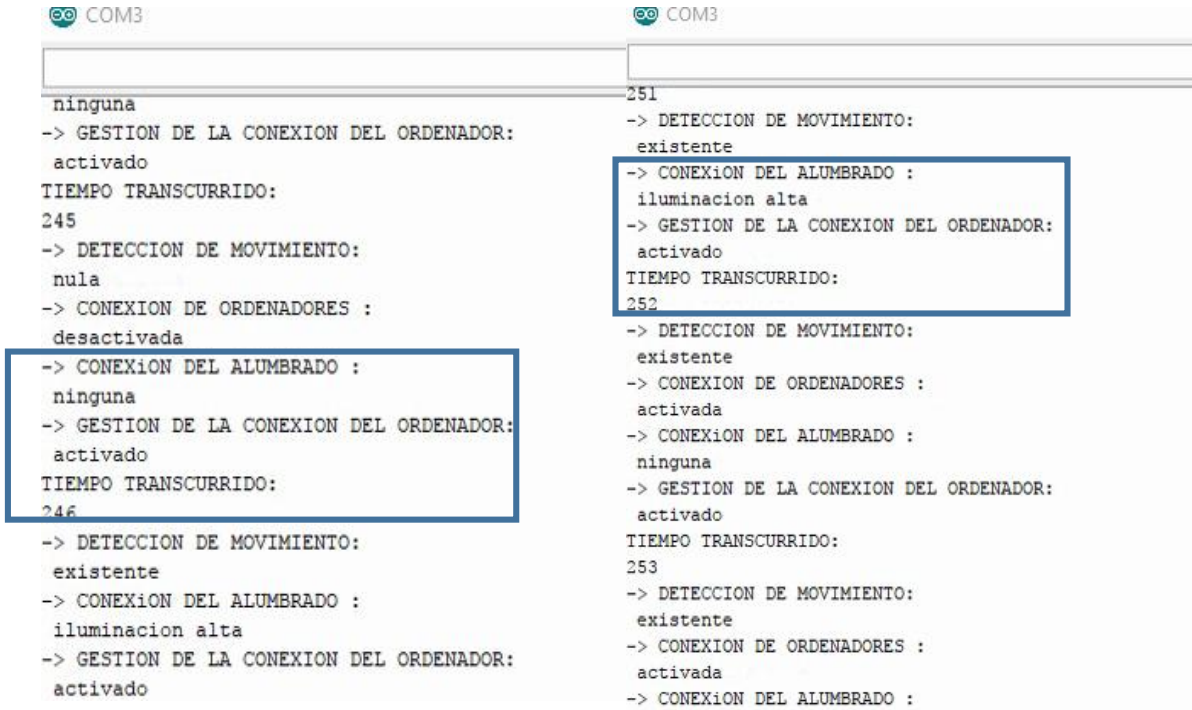 COM3
ninguna
-> GESTION DE LA CONEXION DEL ORDENADOR:
activado
TIEMPO TRANSCURRIDO:
245
-> DETECCION DE MOVIMIENTO:
nula
-> CONEXION DE ORDENADORES :
desactivada
-> CONEXiON DEL ALUMBRADO :
ninguna
-> GESTION DE LA CONEXION DEL ORDENADOR:
activado
TIEMPO TRANSCURRIDO:
246
-> DETECCION DE MOVIMIENTO:
existente
-> CONEXiON DEL ALUMBRADO :
iluminacion alta
-> GESTION DE LA CONEXION DEL ORDENADOR:
activado
COM3
251
-> DETECCION DE MOVIMIENTO:
existente
-> CONEXiON DEL ALUMBRADO :
iluminacion alta
-> GESTION DE LA CONEXION DEL ORDENADOR:
activado
TIEMPO TRANSCURRIDO:
252
-> DETECCION DE MOVIMIENTO:
existente
-> CONEXION DE ORDENADORES :
activada
-> CONEXiON DEL ALUMBRADO :
ninguna
-> GESTION DE LA CONEXION DEL ORDENADOR:
activado
TIEMPO TRANSCURRIDO:
253
-> DETECCION DE MOVIMIENTO:
existente
-> CONEXION DE ORDENADORES :
activada
-> CONEXiON DEL ALUMBRADO :